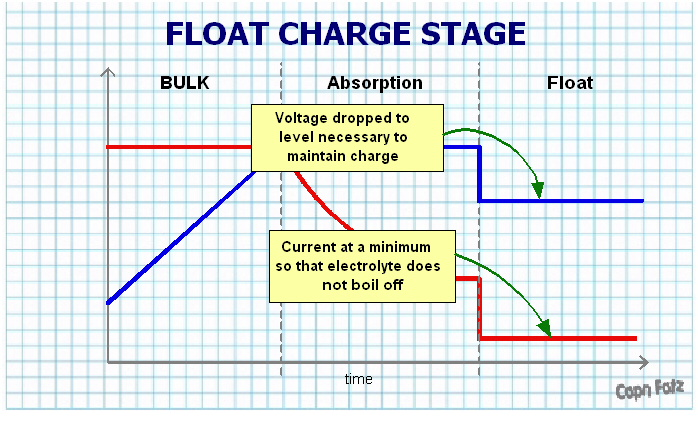 FLOAT CHARGE STAGE
BULK
Absorption
Float
Voltage dropped to
level necessary to
maintain charge
Current at a minimum
so that electrolyte does
not boil off
time
Capn Fatz